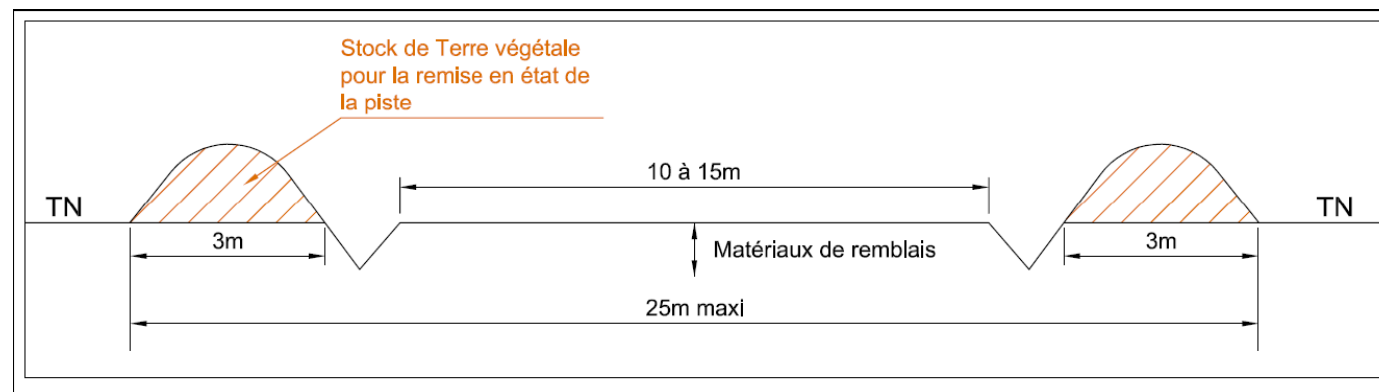 Stock de Terre végétale
pour la remise en état de
la piste
10 à 15m
TN
TN
3m
Matériaux de remblais
3m
25m maxi